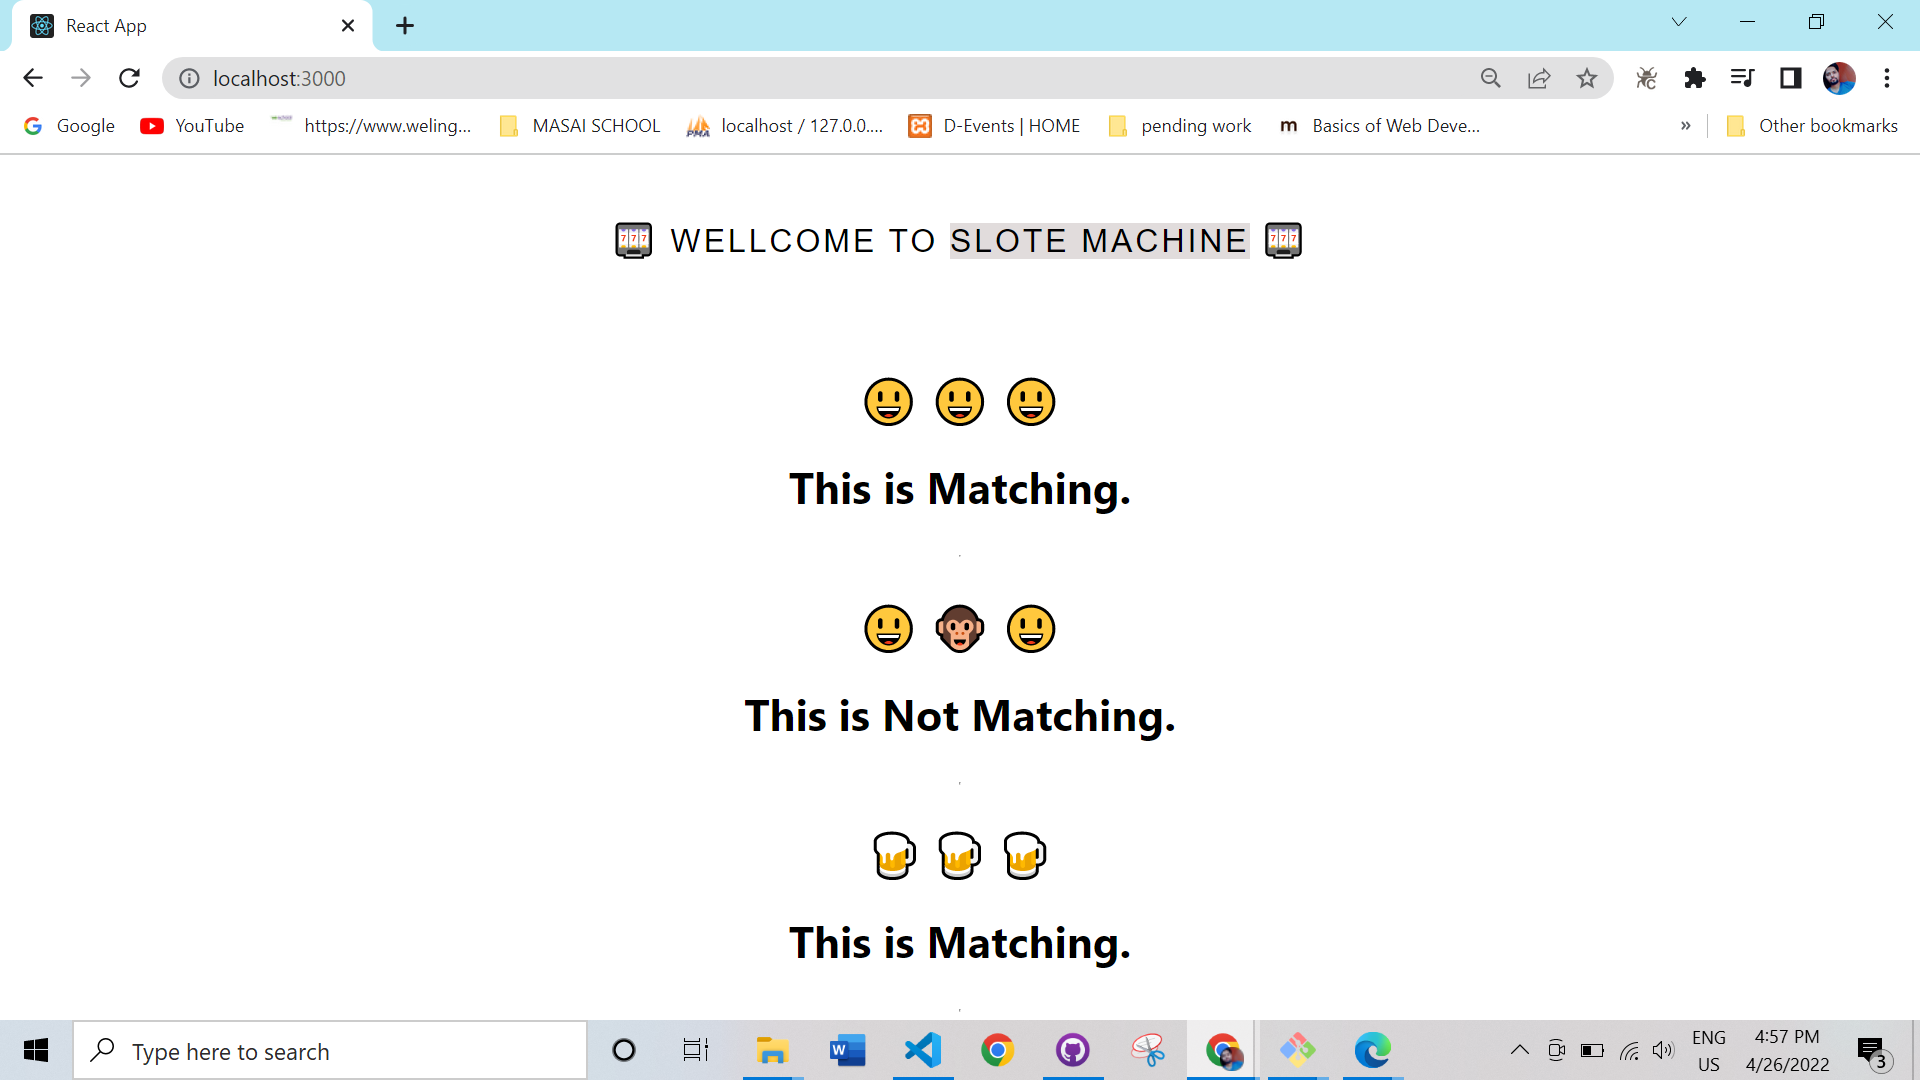 React App
localhost:3000
Google YouTube https://www.weling... MASAI SCHOOL localhost / 127.0.0.... D-Events | HOME pending work m Basics of Web Deve... » Other bookmarks
🎰 WELLCOME TO SLOTE MACHINE 🎰
😃 😃 😃
This is Matching.
😃 🐵 😃
This is Not Matching.
🍺 🍺 🍺
This is Matching.
Type here to search
ENG
US
4:57 PM
4/26/2022
3